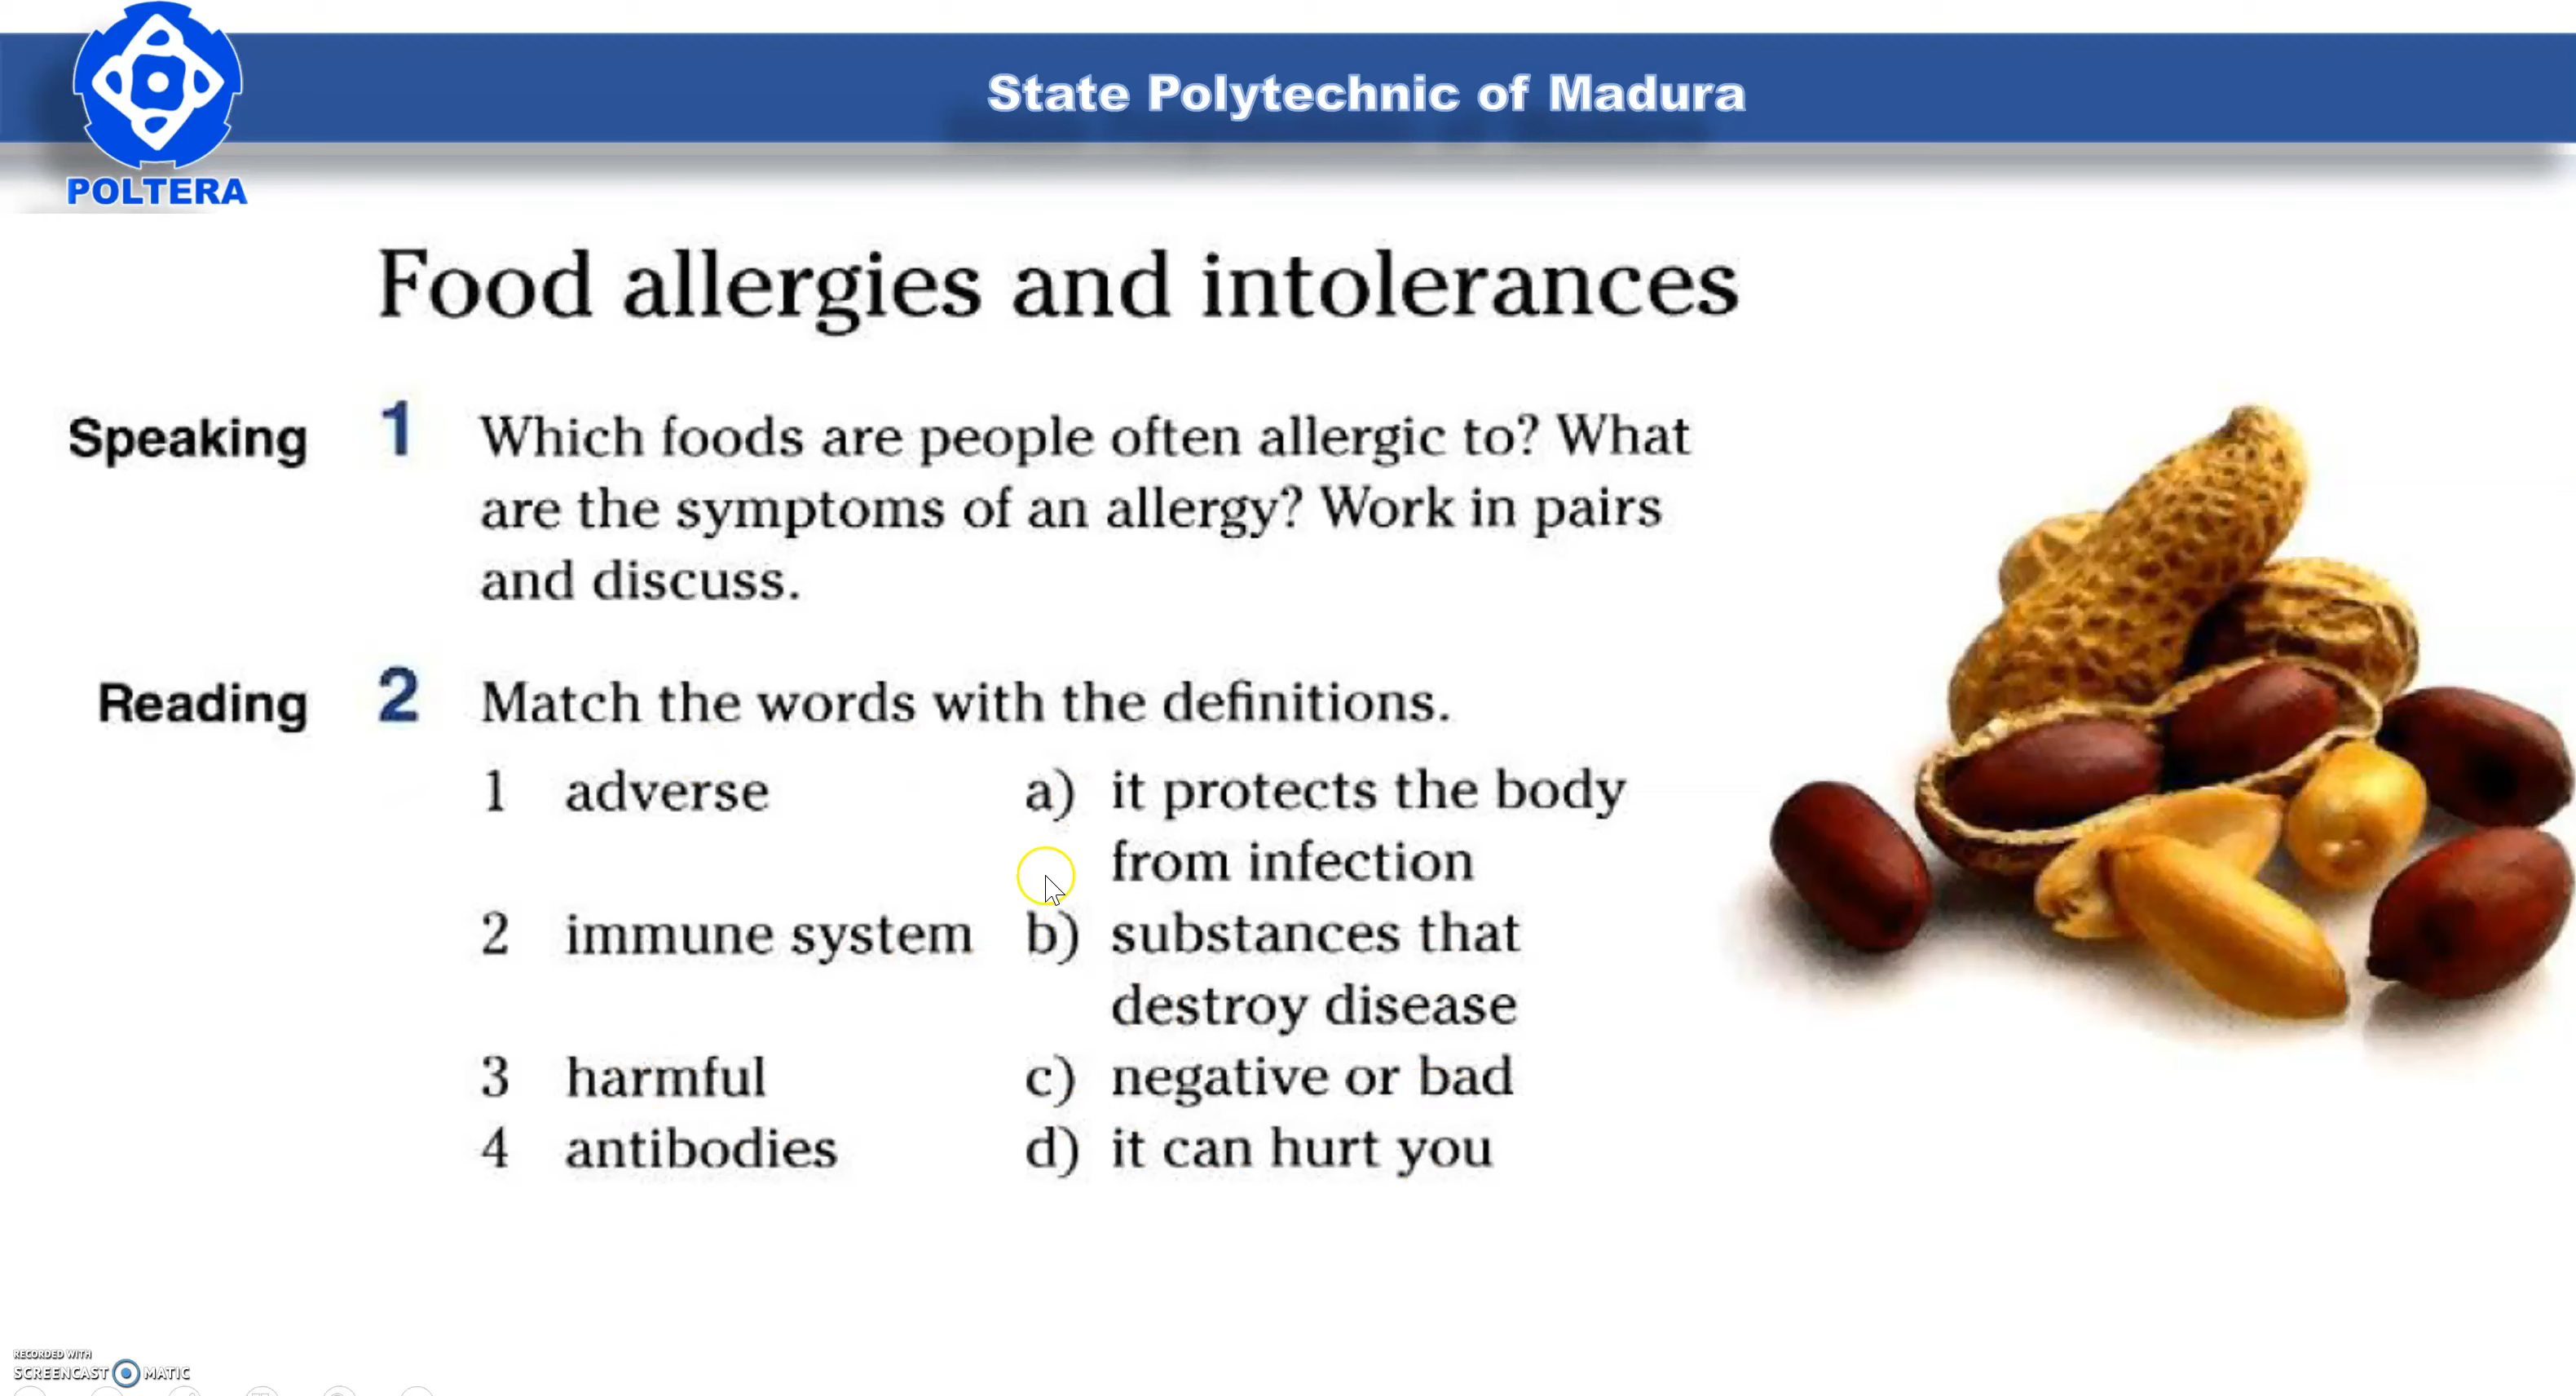 State Polytechnic of Madura
POLTERA
Food allergies and intolerances
Speaking 1 Which foods are people often allergic to? What
are the symptoms of an allergy? Work in pairs
and discuss.
Reading 2 Match the words with the definitions.
1 adverse a) it protects the body
from infection
2 immune system b) substances that
destroy disease
3 harmful c) negative or bad
4 antibodies d) it can hurt you
RECORDED WITH
SCREENCAST MATIC